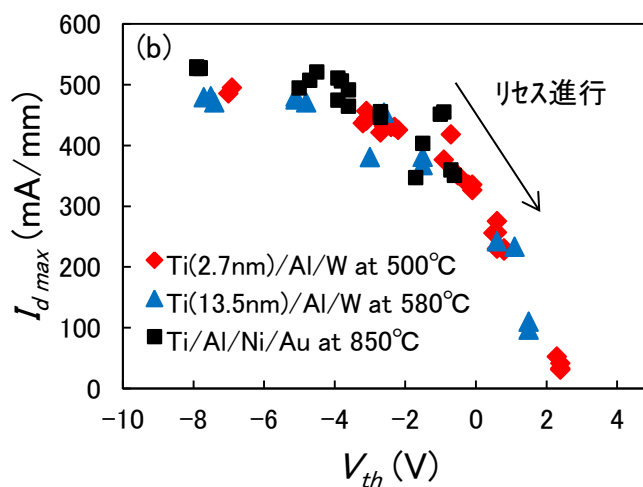 (b)
リセス進行
600
500
400
300
200
100
0
I_d max (mA/mm)
Ti(2.7nm)/Al/W at 500℃
Ti(13.5nm)/Al/W at 580℃
Ti/Al/Ni/Au at 850℃
-10 -8 -6 -4 -2 0 2 4
V_th (V)